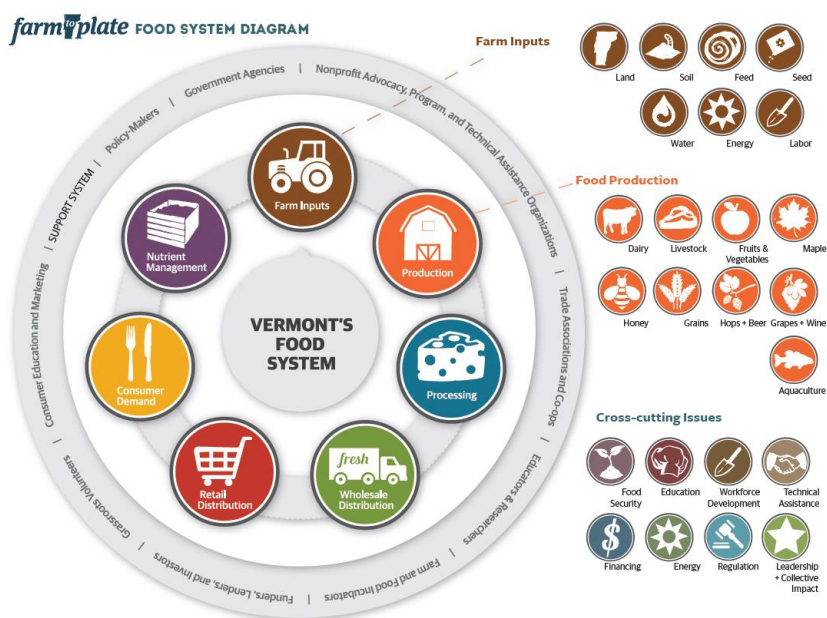 farm to plate FOOD SYSTEM DIAGRAM
SUPPORT SYSTEM | Policy-Makers | Government Agencies | Nonprofit Advocacy, Program, and Technical Assistance Organizations | Trade Associations and Co-ops | Educators & Researchers | Farm and Food Incubators | Funders, Lenders, and Investors | Grassroots Volunteers | Consumer Education and Marketing |
Farm Inputs
Production
Processing
fresh
Wholesale
Distribution
Retail
Distribution
Consumer
Demand
Nutrient
Management
VERMONT'S
FOOD
SYSTEM
Farm Inputs
Land Soil Feed Seed
Water Energy Labor
Food Production
Dairy Livestock Fruits & Maple
Vegetables
Honey Grains Hops + Beer Grapes + Wine
Aquaculture
Cross-cutting Issues
Food Education Workforce Technical
Security Development Assistance
$
Financing Energy Regulation Leadership
+ Collective
Impact